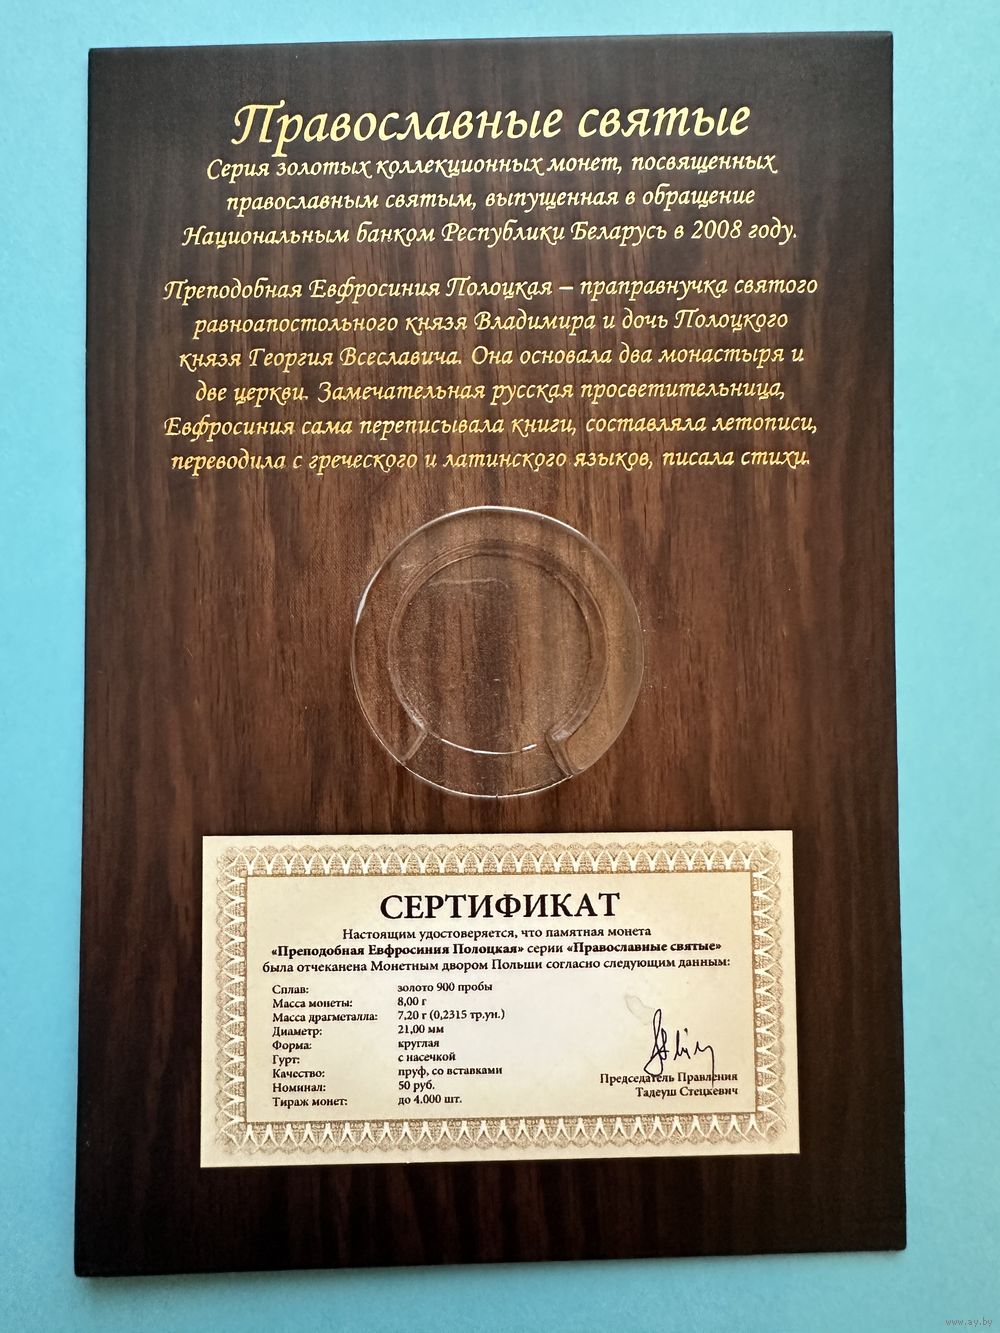 Православные святые
Серия золотых коллекционных монет, посвященных
православным святым, выпущенная в обращение
Национальным банком Республики Беларусь в 2008 году.
Преподобная Евфросиния Полоцкая – праправнучка святого
равноапостольного князя Владимира и дочь Полоцкого
князя Георгия Всеславича. Она основала два монастыря и
две церкви. Замечательная русская просветительница,
Евфросиния сама переписывала книги, составляла летописи,
переводила с греческого и латинского языков, писала стихи.
СЕРТИФИКАТ
Настоящим удостоверяется, что памятная монета
«Преподобная Евфросиния Полоцкая» серии «Православные святые»
была отчеканена Монетным двором Польши согласно следующим данным:
Сплав: золото 900 пробы
Масса монеты: 8,00 г
Масса драгметалла: 7,20 г (0,2315 тр.ун.)
Диаметр: 21,00 мм
Форма: круглая
Гурт: с насечкой
Качество: пруф, со вставками
Номинал: 50 руб.
Тираж монет: до 4.000 шт.
Председатель Правления
Тадеуш Стецкевич
www.ay.by